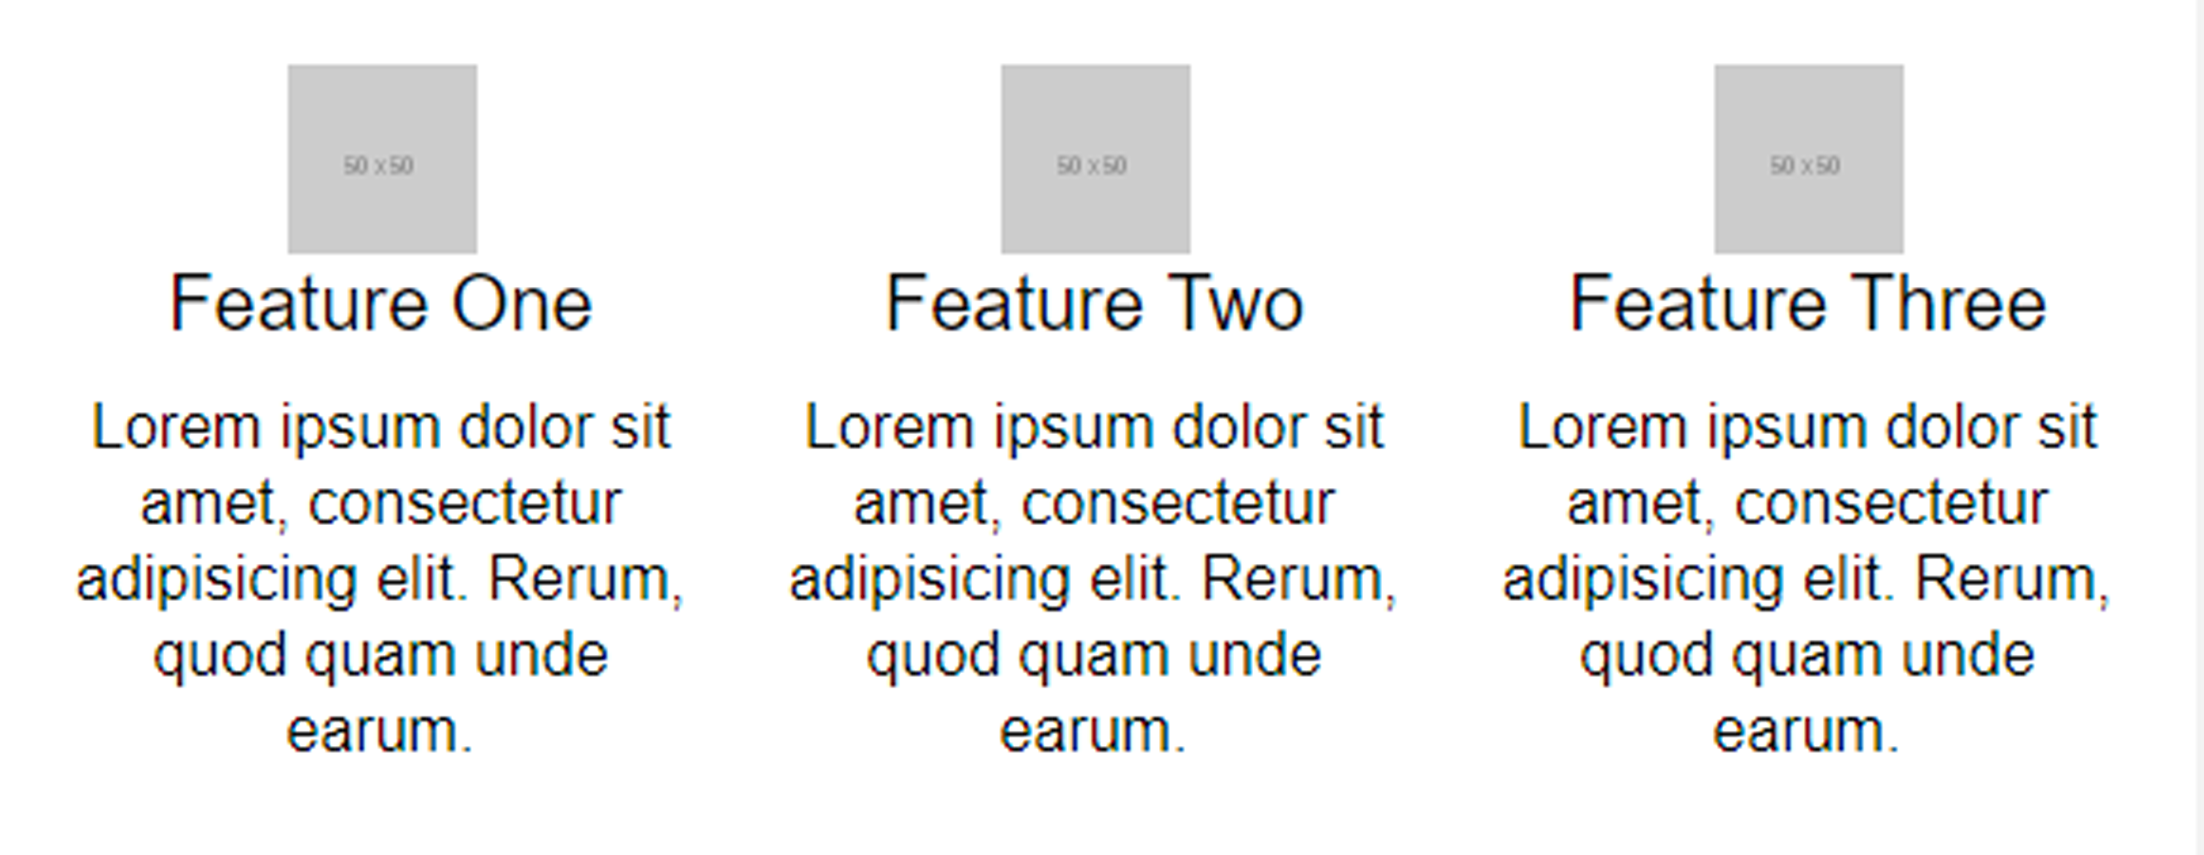 50 x 50
Feature One
Lorem ipsum dolor sit
amet, consectetur
adipisicing elit. Rerum,
quod quam unde
earum.
50 x 50
Feature Two
Lorem ipsum dolor sit
amet, consectetur
adipisicing elit. Rerum,
quod quam unde
earum.
50 x 50
Feature Three
Lorem ipsum dolor sit
amet, consectetur
adipisicing elit. Rerum,
quod quam unde
earum.